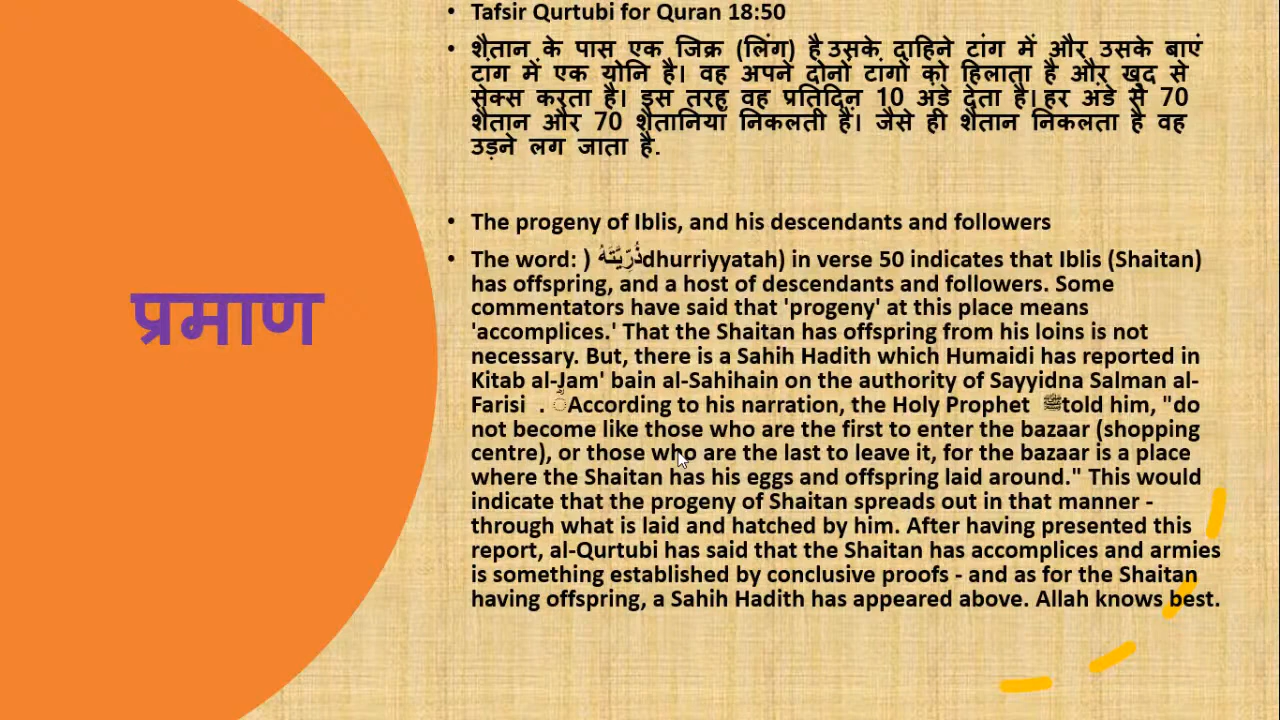 प्रमाण
• Tafsir Qurtubi for Quran 18:50
• शैतान के पास एक जिक्र (लिंग) है उसके दाहिने टांग में और उसके बाएं
टांग में एक योनि है। वह अपने दोनों टांगों को हिलाता है और खुद से
सेक्स करता है। इस तरह वह प्रतिदिन 10 अंडे देता है। हर अंडे से 70
शैतान और 70 शैतानियाँ निकलती हैं। जैसे ही शैतान निकलता है वह
उड़ने लग जाता है.
• The progeny of Iblis, and his descendants and followers
• The word: ) ذُرِّيَّتَهُ dhurriyyatah) in verse 50 indicates that Iblis (Shaitan)
has offspring, and a host of descendants and followers. Some
commentators have said that 'progeny' at this place means
'accomplices.' That the Shaitan has offspring from his loins is not
necessary. But, there is a Sahih Hadith which Humaidi has reported in
Kitab al-Jam' bain al-Sahihain on the authority of Sayyidna Salman al-
Farisi . According to his narration, the Holy Prophet ﷺ told him, "do
not become like those who are the first to enter the bazaar (shopping
centre), or those who are the last to leave it, for the bazaar is a place
where the Shaitan has his eggs and offspring laid around." This would
indicate that the progeny of Shaitan spreads out in that manner -
through what is laid and hatched by him. After having presented this
report, al-Qurtubi has said that the Shaitan has accomplices and armies
is something established by conclusive proofs - and as for the Shaitan
having offspring, a Sahih Hadith has appeared above. Allah knows best.